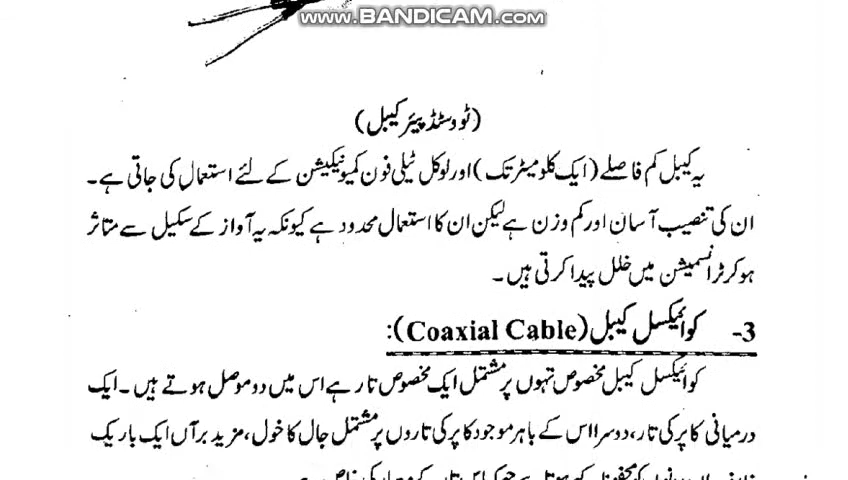 www.BANDICAM.com
(ٹووسٹڈ پیئر کیبل)
یہ کیبل کم فاصلے (ایک کلومیٹر تک) اور لوکل ٹیلی فون کمیونیکیشن کے لئے استعمال کی جاتی ہے۔
ان کی تنصیب آسان اور کم وزن ہے لیکن ان کا استعمال محدود ہے کیونکہ یہ آواز کے سگنل سے متاثر
ہو کر ٹرانسمیشن میں خلل پیدا کرتی ہیں۔
3- کوائیکسل کیبل (Coaxial Cable):
کوائیکسل کیبل مخصوص تہوں پر مشتمل ایک مخصوص تار ہے اس میں دو موصل ہوتے ہیں۔ ایک
درمیانی کاپر کی تار، دوسرا اس کے باہر موجود کاپر کی تاروں پر مشتمل جال کا خول، مزید برآں ایک باریک